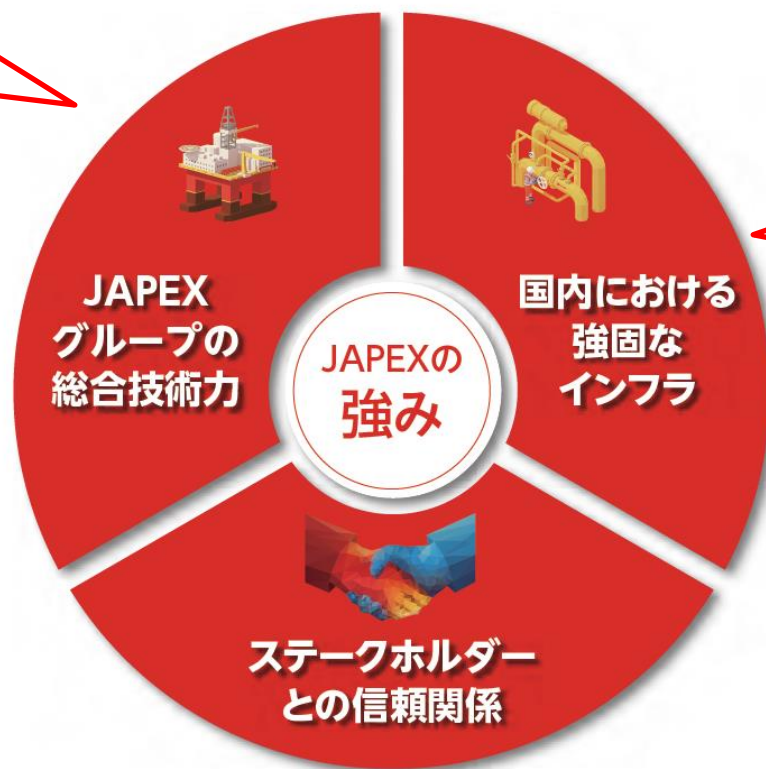 JAPEX
グループの
総合技術力
国内における
強固な
インフラ
JAPEXの
強み
ステークホルダー
との信頼関係